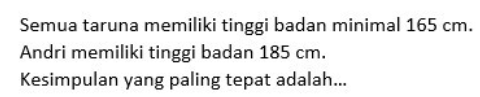 Semua taruna memiliki tinggi badan minimal 165 cm.
Andri memiliki tinggi badan 185 cm.
Kesimpulan yang paling tepat adalah...